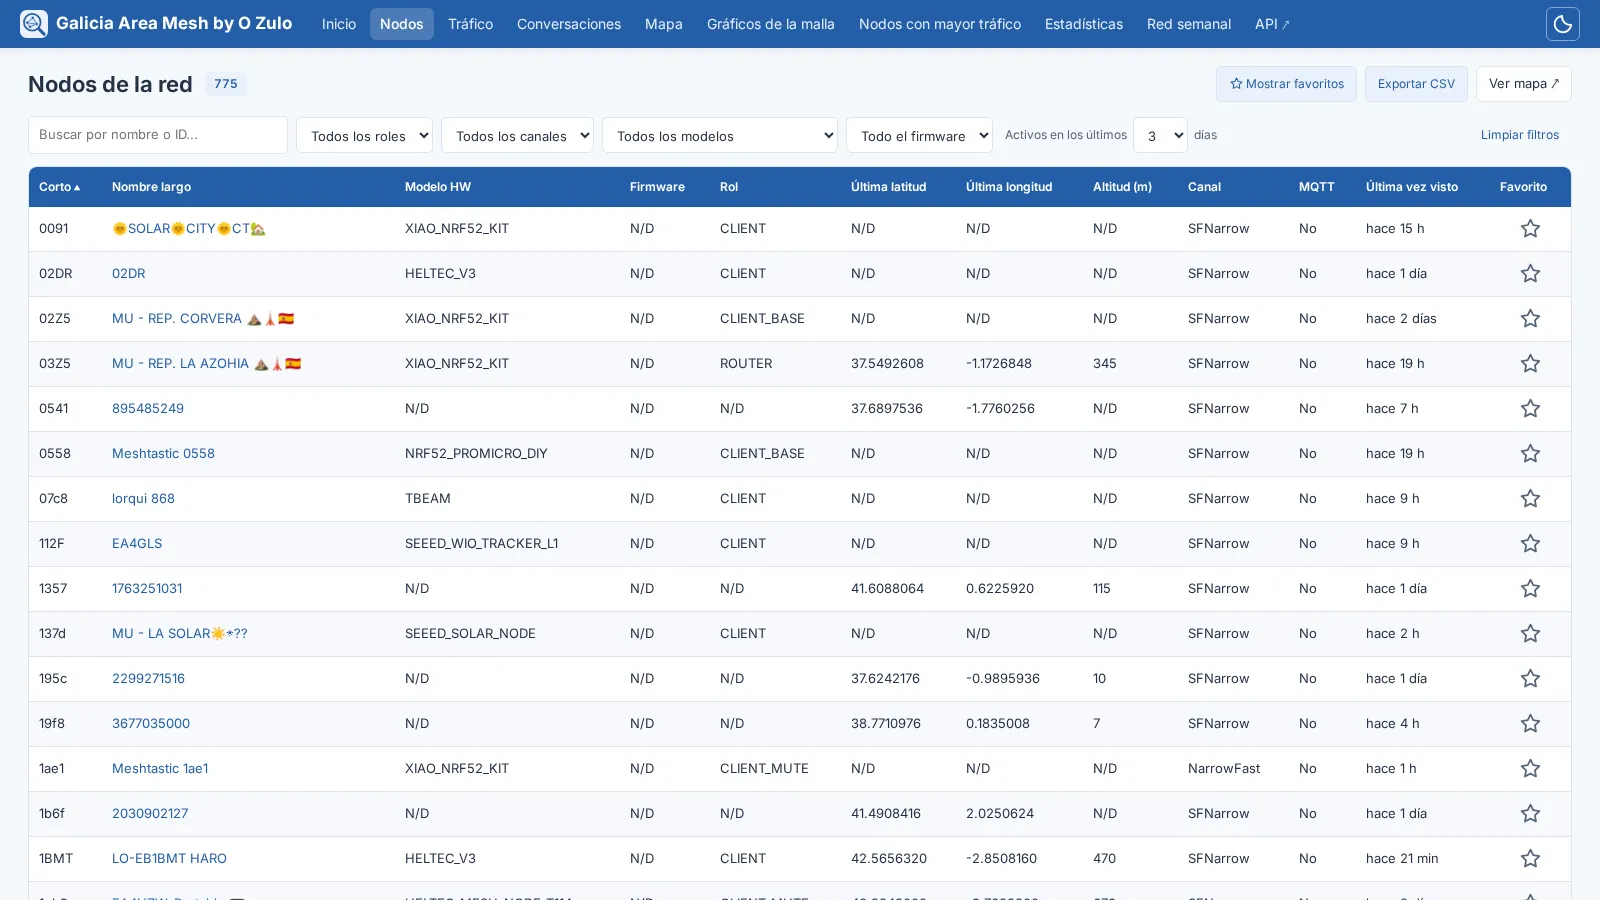 Galicia Area Mesh by O Zulo Inicio Nodos Tráfico Conversaciones Mapa Gráficos de la malla Nodos con mayor tráfico Estadísticas Red semanal API ↗
Nodos de la red 775 Mostrar favoritos Exportar CSV Ver mapa ↗
Buscar por nombre o ID... Todos los roles Todos los canales Todos los modelos Todo el firmware Activos en los últimos 3 días Limpiar filtros
Corto ▲ Nombre largo Modelo HW Firmware Rol Última latitud Última longitud Altitud (m) Canal MQTT Última vez visto Favorito
0091 🌞SOLAR🌞CITY🌞CT🏡 XIAO_NRF52_KIT N/D CLIENT N/D N/D N/D SFNarrow No hace 15 h
02DR 02DR HELTEC_V3 N/D CLIENT N/D N/D N/D SFNarrow No hace 1 día
02Z5 MU - REP. CORVERA ⛰️🗼🇪🇸 XIAO_NRF52_KIT N/D CLIENT_BASE N/D N/D N/D SFNarrow No hace 2 días
03Z5 MU - REP. LA AZOHIA ⛰️🗼🇪🇸 XIAO_NRF52_KIT N/D ROUTER 37.5492608 -1.1726848 345 SFNarrow No hace 19 h
0541 895485249 N/D N/D N/D 37.6897536 -1.7760256 N/D SFNarrow No hace 7 h
0558 Meshtastic 0558 NRF52_PROMICRO_DIY N/D CLIENT_BASE N/D N/D N/D SFNarrow No hace 19 h
07c8 lorqui 868 TBEAM N/D CLIENT N/D N/D N/D SFNarrow No hace 9 h
112F EA4GLS SEEED_WIO_TRACKER_L1 N/D CLIENT N/D N/D N/D SFNarrow No hace 9 h
1357 1763251031 N/D N/D N/D 41.6088064 0.6225920 115 SFNarrow No hace 1 día
137d MU - LA SOLAR☀️*?? SEEED_SOLAR_NODE N/D CLIENT N/D N/D N/D SFNarrow No hace 2 h
195c 2299271516 N/D N/D N/D 37.6242176 -0.9895936 10 SFNarrow No hace 1 día
19f8 3677035000 N/D N/D N/D 38.7710976 0.1835008 7 SFNarrow No hace 4 h
1ae1 Meshtastic 1ae1 XIAO_NRF52_KIT N/D CLIENT_MUTE N/D N/D N/D NarrowFast No hace 1 h
1b6f 2030902127 N/D N/D N/D 41.4908416 2.0250624 N/D SFNarrow No hace 1 día
1BMT LO-EB1BMT HARO HELTEC_V3 N/D CLIENT 42.5656320 -2.8508160 470 SFNarrow No hace 21 min